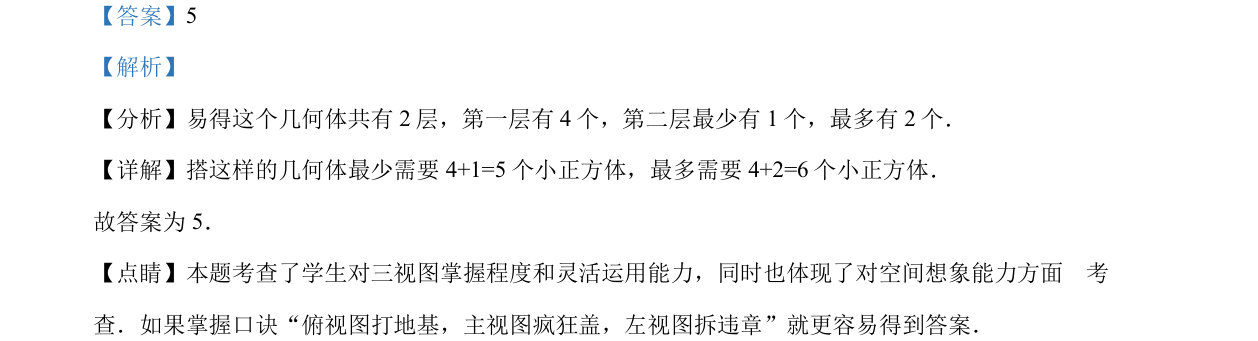 【答案】5
【解析】
【分析】易得这个几何体共有 2 层，第一层有 4 个，第二层最少有 1 个，最多有 2 个．
【详解】搭这样的几何体最少需要 4+1=5 个小正方体，最多需要 4+2=6 个小正方体．
故答案为 5．
【点睛】本题考查了学生对三视图掌握程度和灵活运用能力，同时也体现了对空间想象能力方面　考
查．如果掌握口诀“俯视图打地基，主视图疯狂盖，左视图拆违章”就更容易得到答案．